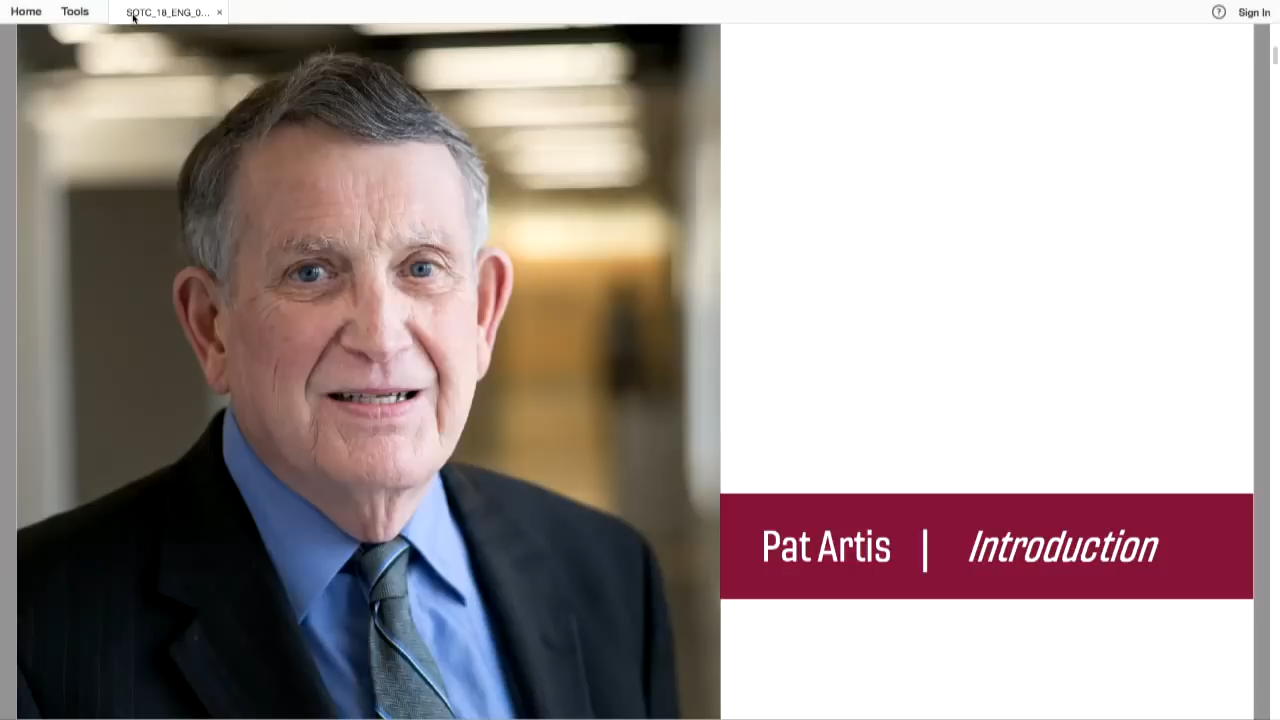 Home Tools SOTC_18_ENG_0... × ? Sign In
Pat Artis | Introduction